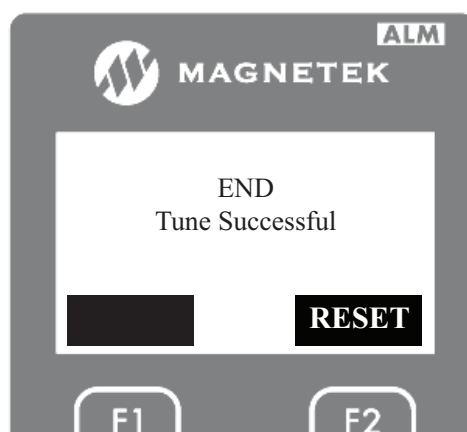 ALM
MAGNETEK
END
Tune Successful
RESET
F1
F2